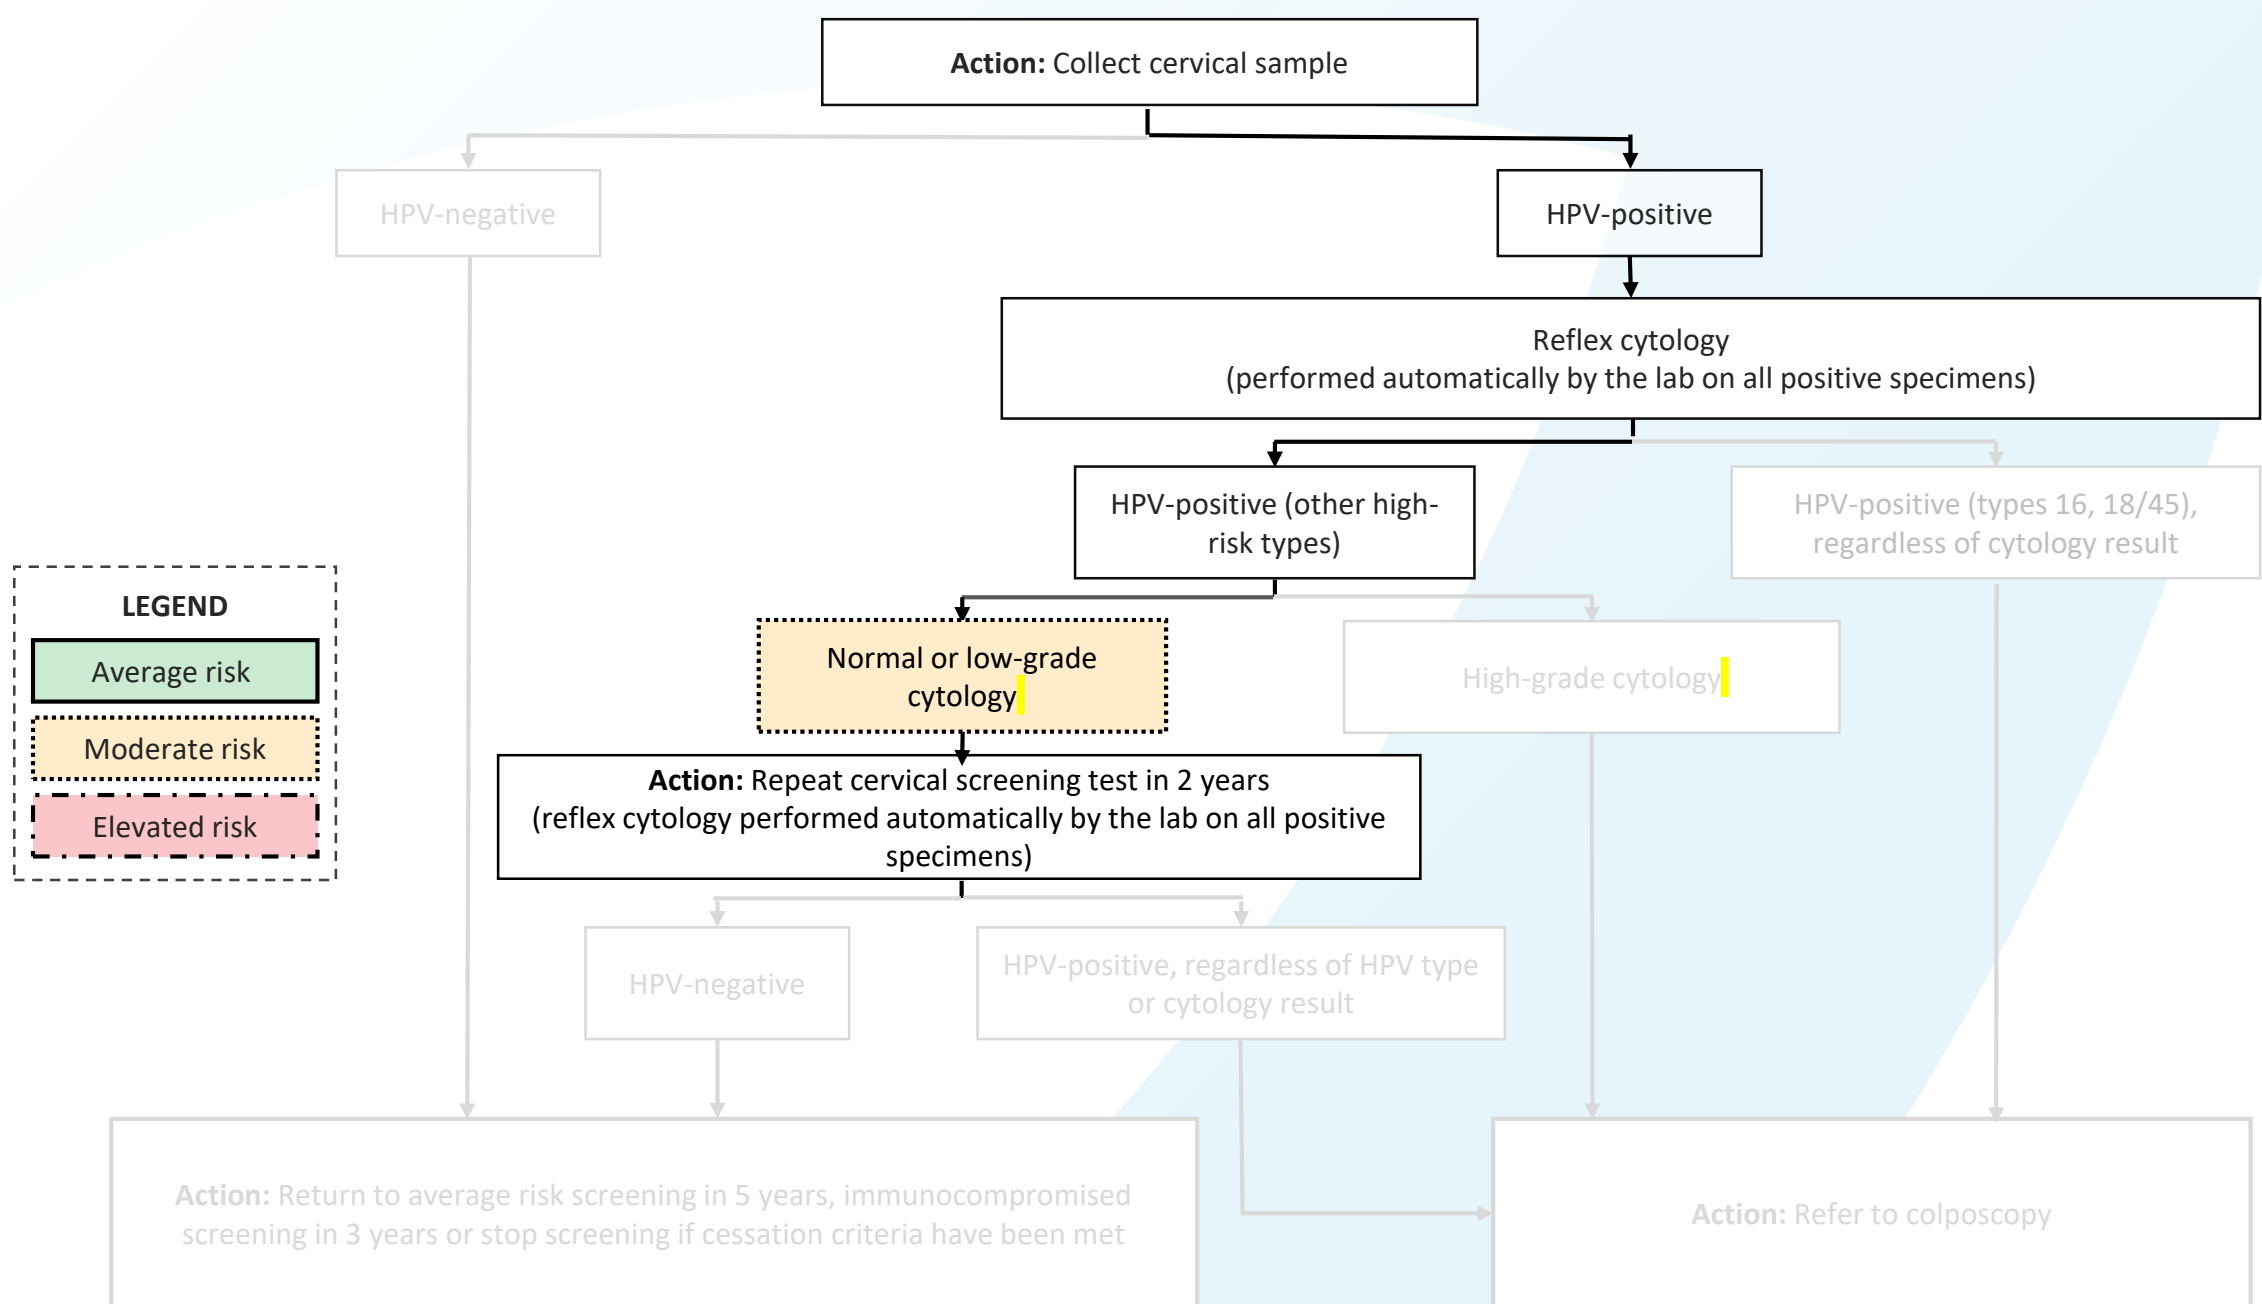 Action: Collect cervical sample
HPV-negative
HPV-positive
Reflex cytology
(performed automatically by the lab on all positive specimens)
HPV-positive (other high-
risk types)
HPV-positive (types 16, 18/45),
regardless of cytology result
LEGEND
Average risk
Moderate risk
Elevated risk
Normal or low-grade
cytology
High-grade cytology
Action: Repeat cervical screening test in 2 years
(reflex cytology performed automatically by the lab on all positive
specimens)
HPV-negative
HPV-positive, regardless of HPV type
or cytology result
Action: Return to average risk screening in 5 years, immunocompromised
screening in 3 years or stop screening if cessation criteria have been met
Action: Refer to colposcopy